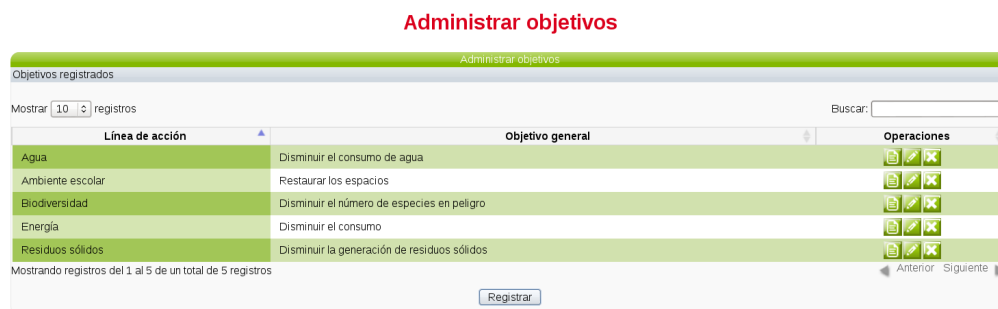 Administrar objetivos
Administrar objetivos
Objetivos registrados
Mostrar 10 registros Buscar:
Línea de acción Objetivo general Operaciones
Agua Disminuir el consumo de agua
Ambiente escolar Restaurar los espacios
Biodiversidad Disminuir el número de especies en peligro
Energía Disminuir el consumo
Residuos sólidos Disminuir la generación de residuos sólidos
Mostrando registros del 1 al 5 de un total de 5 registros Anterior Siguiente
Registrar